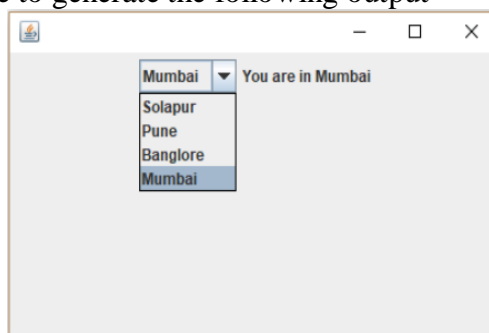 e to generate the following output
Mumbai You are in Mumbai
Solapur
Pune
Banglore
Mumbai